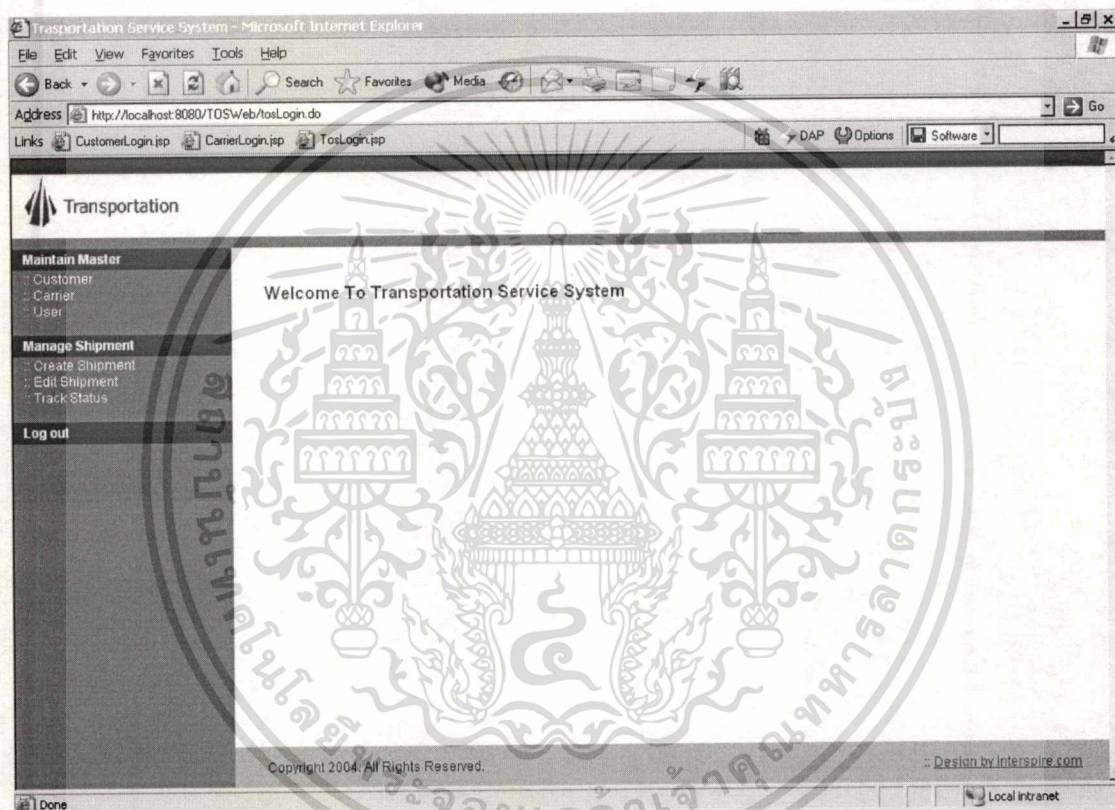 Trasportation Service System - Microsoft Internet Explorer
File Edit View Favorites Tools Help
Back Search Favorites Media
Address http://localhost:8080/TOSWeb/tosLogin.do Go
Links CustomerLogin.jsp CarrierLogin.jsp TosLogin.jsp DAP Options Software
Transportation
Maintain Master
:: Customer
:: Carrier
:: User
Welcome To Transportation Service System
Manage Shipment
:: Create Shipment
:: Edit Shipment
:: Track Status
Log out
Copyright 2004. All Rights Reserved.
:: Design by Interspire.com
Done
Local intranet